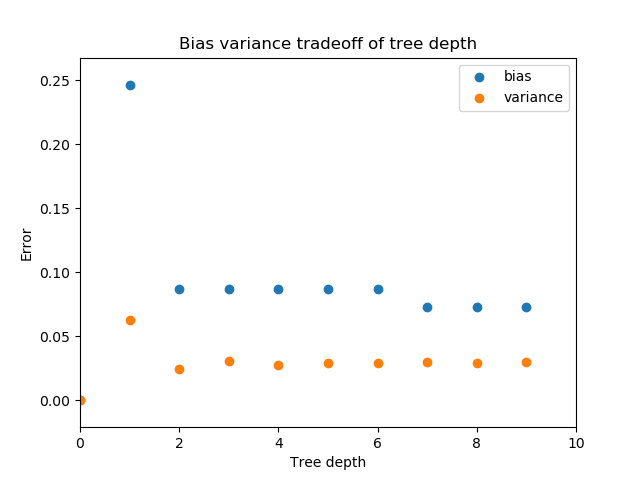 Bias variance tradeoff of tree depth
bias
variance
0.25
0.20
0.15
0.10
0.05
0.00
Error
0 2 4 6 8 10
Tree depth